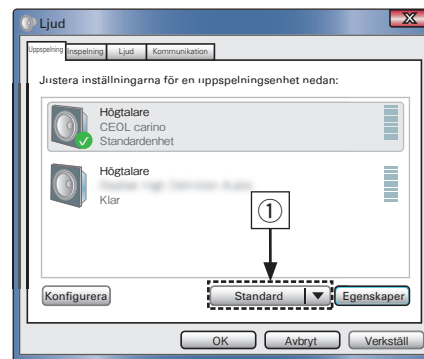 Ljud
Uppspelning Inspelning Ljud Kommunikation
Justera inställningarna för en uppspelningsenhet nedan:
Högtalare
CEOL carino
Standardenhet
Högtalare
Klar
①
Konfigurera Standard Egenskaper
OK Avbryt Verkställ